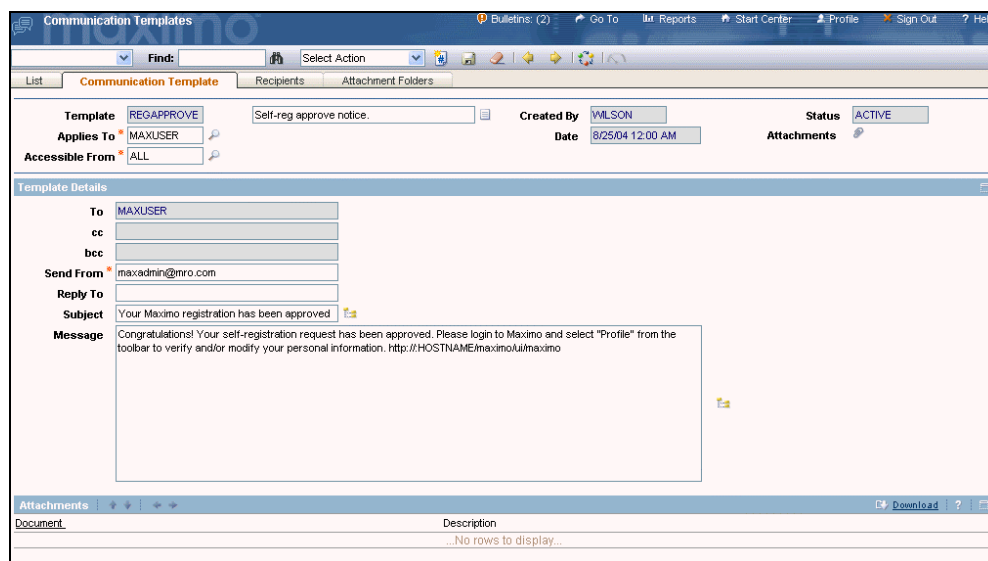 Communication Templates
maximo
Bulletins: (2) Go To Reports Start Center Profile Sign Out ? Hel
Find: Select Action
List Communication Template Recipients Attachment Folders
Template REGAPPROVE Self-reg approve notice. Created By WILSON Status ACTIVE
Applies To * MAXUSER Date 8/25/04 12:00 AM Attachments
Accessible From * ALL
Template Details
To MAXUSER
cc
bcc
Send From * maxadmin@mro.com
Reply To
Subject Your Maximo registration has been approved
Message Congratulations! Your self-registration request has been approved. Please login to Maximo and select "Profile" from the
toolbar to verify and/or modify your personal information. http://:HOSTNAME/maximo/ui/maximo
Attachments Download ?
Document Description
...No rows to display...